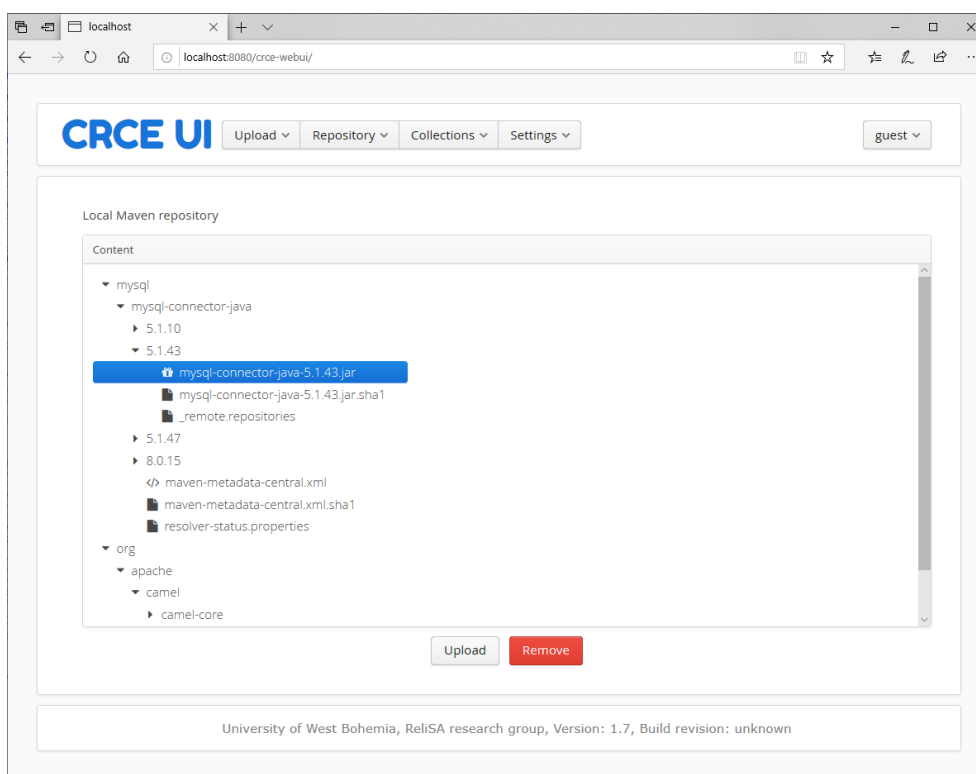 localhost
localhost:8080/crce-webui/
CRCE UI Upload Repository Collections Settings guest
Local Maven repository
Content
mysql
mysql-connector-java
5.1.10
5.1.43
mysql-connector-java-5.1.43.jar
mysql-connector-java-5.1.43.jar.sha1
_remote.repositories
5.1.47
8.0.15
maven-metadata-central.xml
maven-metadata-central.xml.sha1
resolver-status.properties
org
apache
camel
camel-core
Upload Remove
University of West Bohemia, ReliSA research group, Version: 1.7, Build revision: unknown